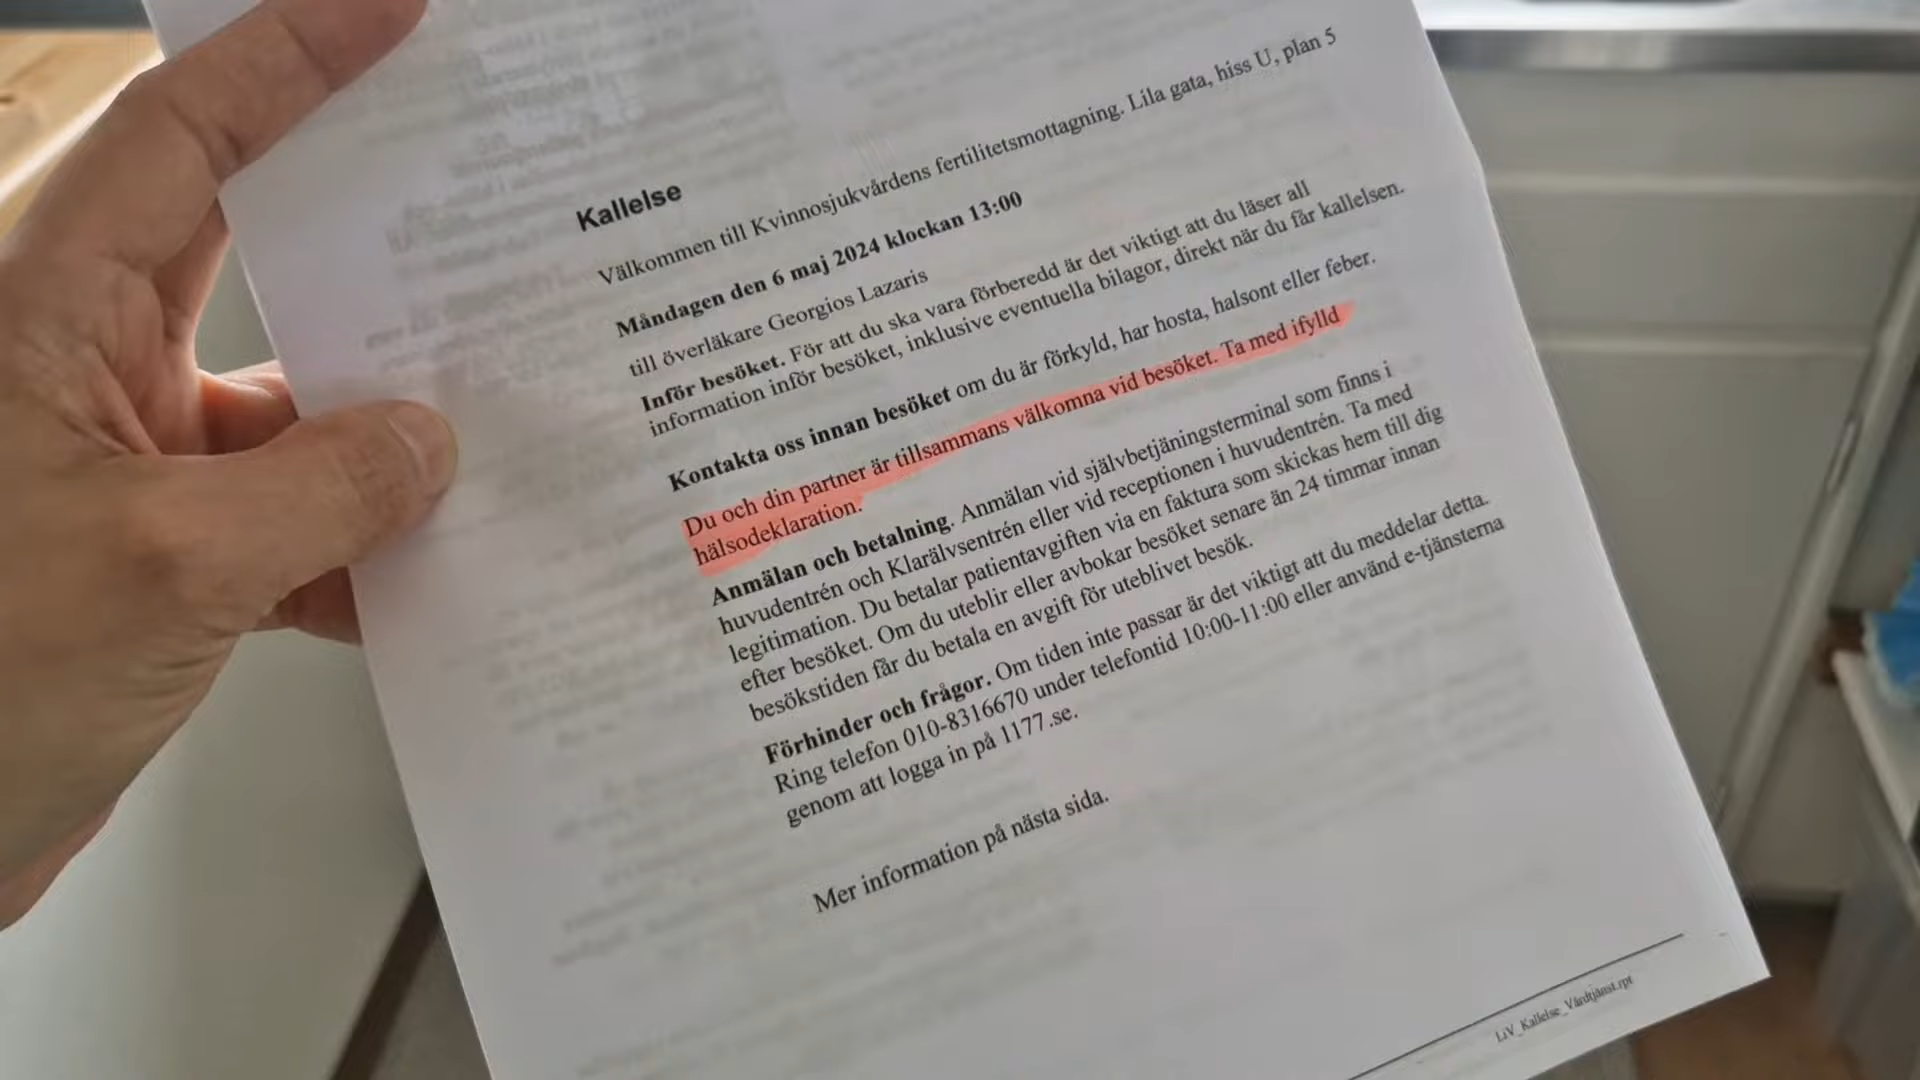 Kallelse
Välkommen till Kvinnosjukvårdens fertilitetsmottagning. Lila gata, hiss U, plan 5
Måndagen den 6 maj 2024 klockan 13:00
till överläkare Georgios Lazaris
Inför besöket. För att du ska vara förberedd är det viktigt att du läser all
information inför besöket, inklusive eventuella bilagor, direkt när du får kallelsen.
Kontakta oss innan besöket om du är förkyld, har hosta, halsont eller feber.
Du och din partner är tillsammans välkomna vid besöket. Ta med ifylld
hälsodeklaration.
Anmälan och betalning. Anmälan vid självbetjäningsterminal som finns i
huvudentrén och Klarälvsentrén eller vid receptionen i huvudentrén. Ta med
legitimation. Du betalar patientavgiften via en faktura som skickas hem till dig
efter besöket. Om du uteblir eller avbokar besöket senare än 24 timmar innan
besökstiden får du betala en avgift för uteblivet besök.
Förhinder och frågor. Om tiden inte passar är det viktigt att du meddelar detta.
Ring telefon 010-8316670 under telefontid 10:00-11:00 eller använd e-tjänsterna
genom att logga in på 1177.se.
Mer information på nästa sida.
LiV_Kallelse_Vårdtjänst.rpt